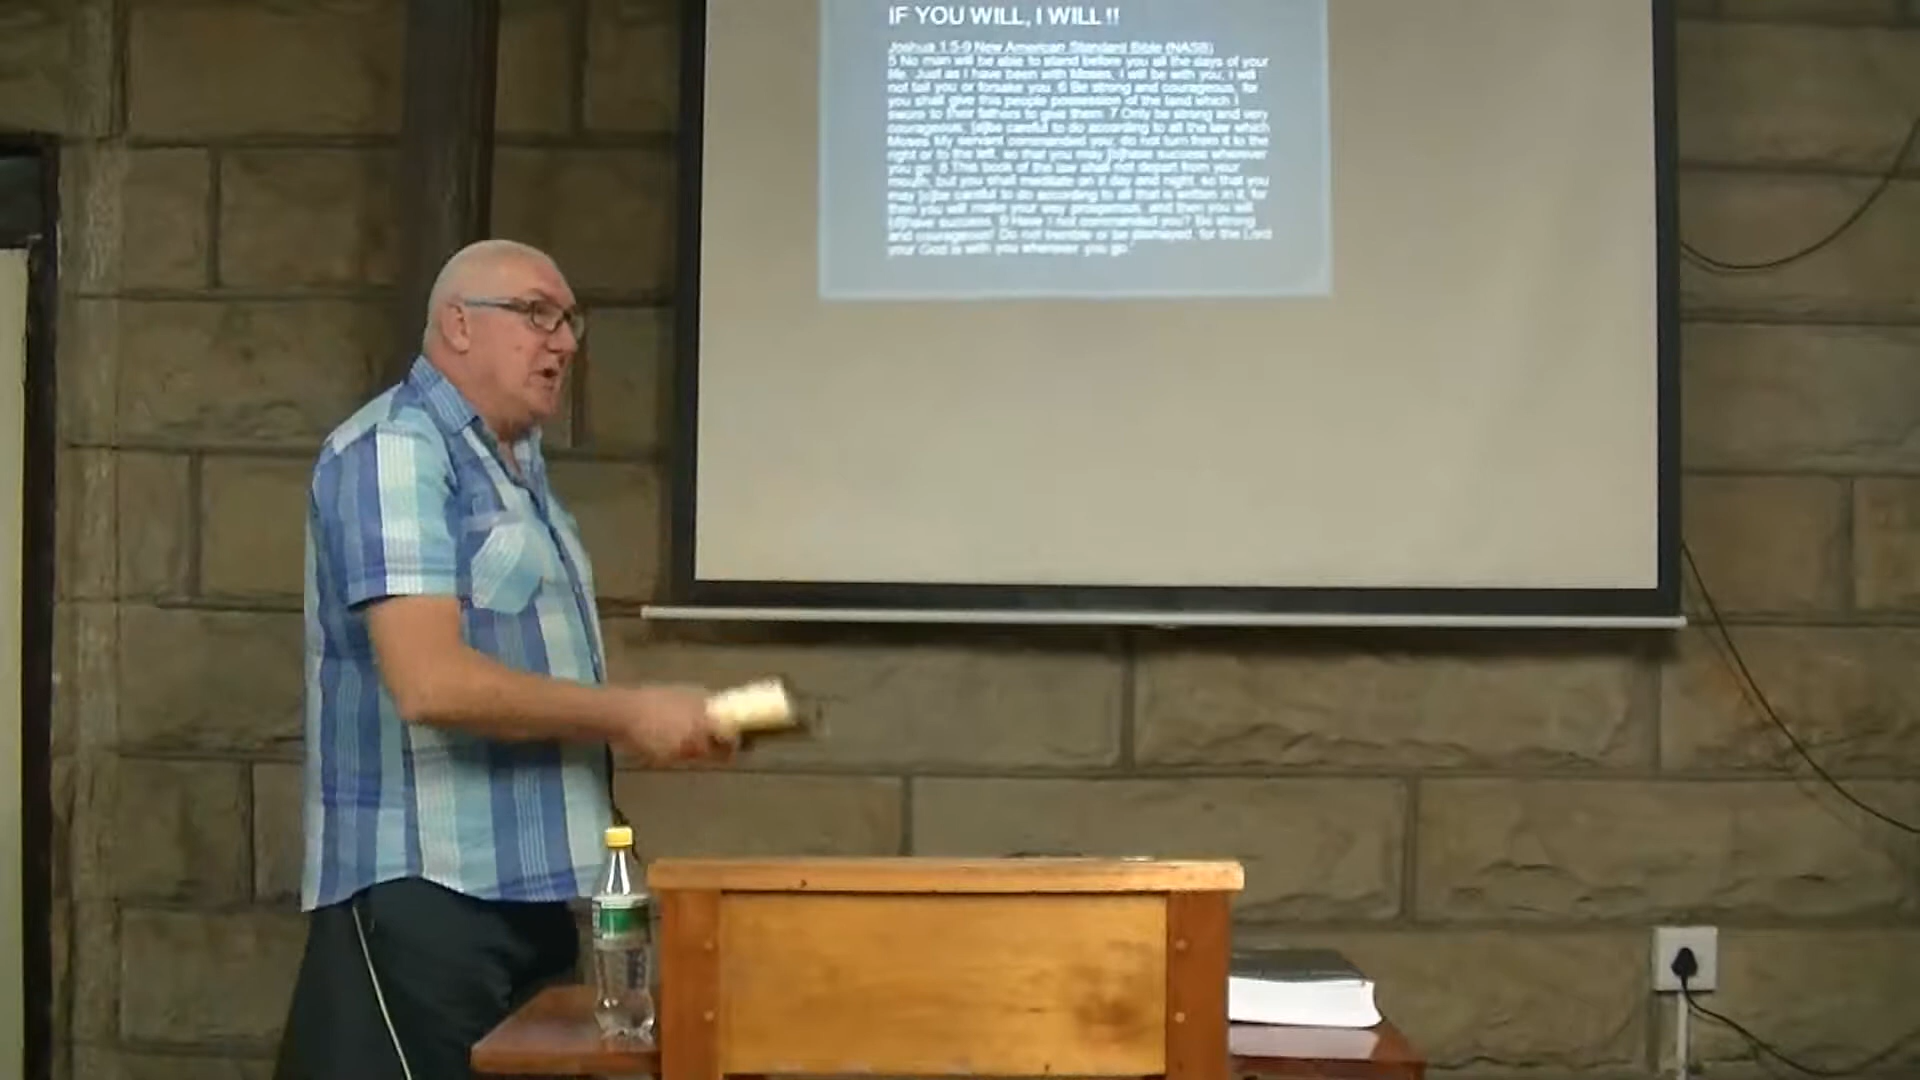 IF YOU WILL, I WILL !!
Joshua 1:5-9 New American Standard Bible (NASB)
5 No man will be able to stand before you all the days of your
life. Just as I have been with Moses, I will be with you; I will
not fail you or forsake you. 6 Be strong and courageous, for
you shall give this people possession of the land which I
swore to their fathers to give them. 7 Only be strong and very
courageous; [a]be careful to do according to all the law which
Moses My servant commanded you; do not turn from it to the
right or to the left, so that you may [b]have success wherever
you go. 8 This book of the law shall not depart from your
mouth, but you shall meditate on it day and night, so that you
may [c]be careful to do according to all that is written in it; for
then you will make your way prosperous, and then you will
[d]have success. 9 Have I not commanded you? Be strong
and courageous! Do not tremble or be dismayed, for the Lord
your God is with you wherever you go."